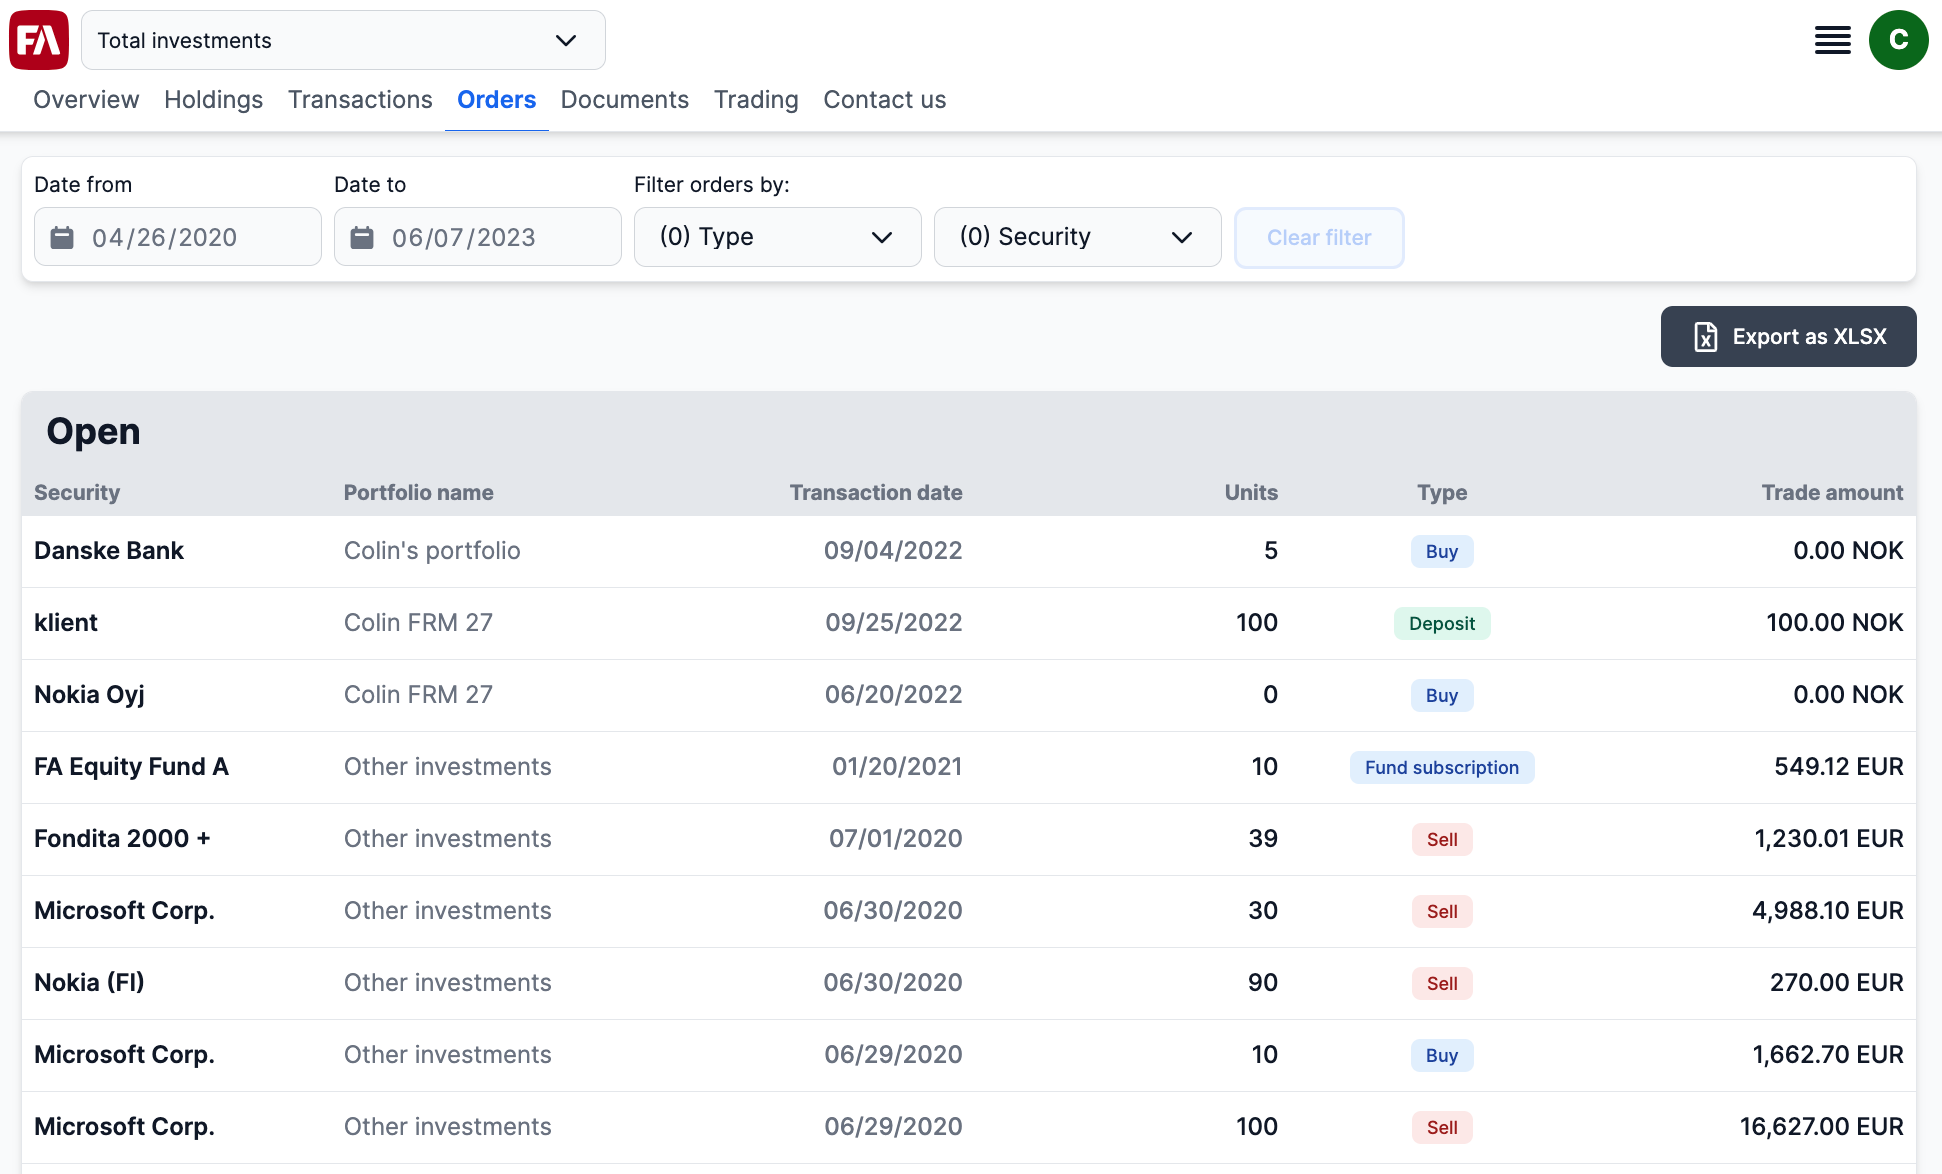 FA Total investments C
Overview Holdings Transactions Orders Documents Trading Contact us
Date from Date to Filter orders by:
04/26/2020 06/07/2023 (0) Type (0) Security Clear filter
Export as XLSX
Open
Security Portfolio name Transaction date Units Type Trade amount
Danske Bank Colin's portfolio 09/04/2022 5 Buy 0.00 NOK
klient Colin FRM 27 09/25/2022 100 Deposit 100.00 NOK
Nokia Oyj Colin FRM 27 06/20/2022 0 Buy 0.00 NOK
FA Equity Fund A Other investments 01/20/2021 10 Fund subscription 549.12 EUR
Fondita 2000 + Other investments 07/01/2020 39 Sell 1,230.01 EUR
Microsoft Corp. Other investments 06/30/2020 30 Sell 4,988.10 EUR
Nokia (FI) Other investments 06/30/2020 90 Sell 270.00 EUR
Microsoft Corp. Other investments 06/29/2020 10 Buy 1,662.70 EUR
Microsoft Corp. Other investments 06/29/2020 100 Sell 16,627.00 EUR